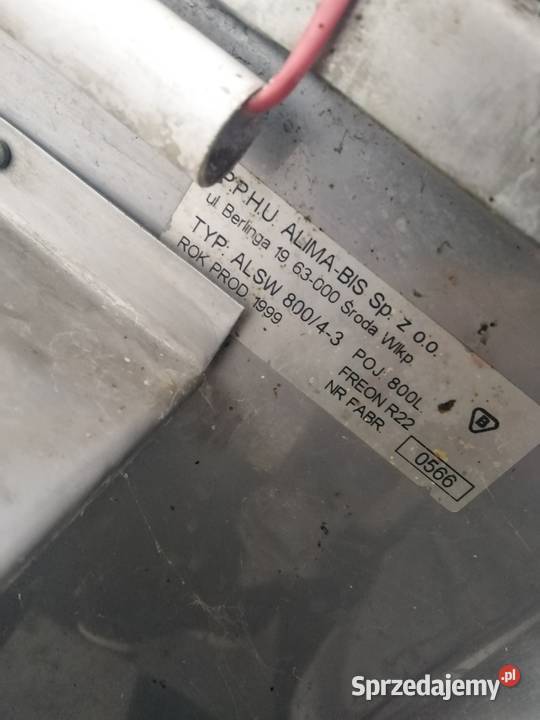 P.P.H.U. ALIMA-BIS Sp. z o.o.
ul. Berlinga 19, 63-000 Środa Wlkp
TYP: ALSW 800/4-3 POJ: 800L
ROK PROD 1999 FREON R22
NR FABR 0566
B
Sprzedajemy.pl